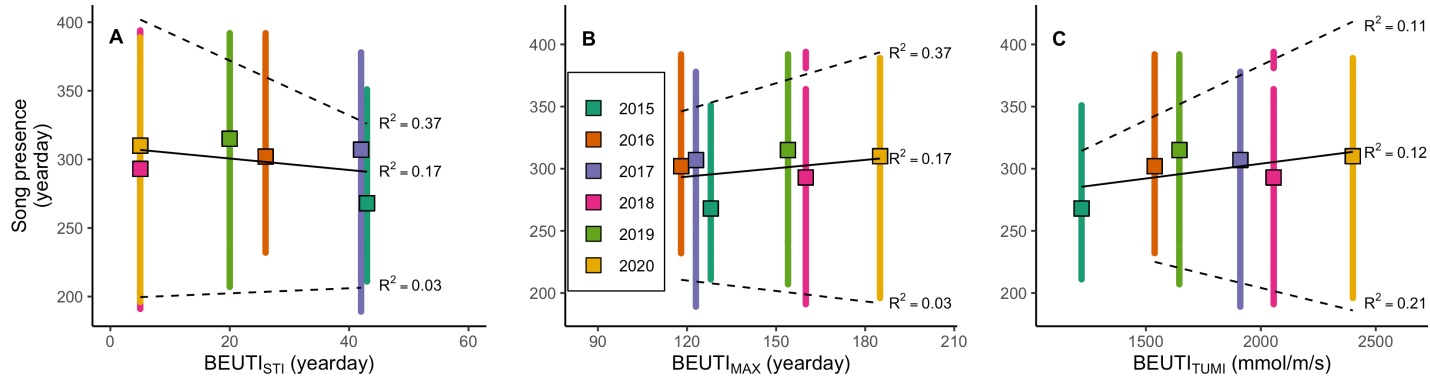 Song presence
(yearday)
A
400
350
300
250
200
R² = 0.37
R² = 0.17
R² = 0.03
0
20
40
60
BEUTI_STI (yearday)
B
400
350
300
250
200
2015
2016
2017
2018
2019
2020
R² = 0.37
R² = 0.17
R² = 0.03
90
120
150
180
210
BEUTI_MAX (yearday)
C
400
350
300
250
200
R² = 0.11
R² = 0.12
R² = 0.21
1500
2000
2500
BEUTI_TUMI (mmol/m/s)